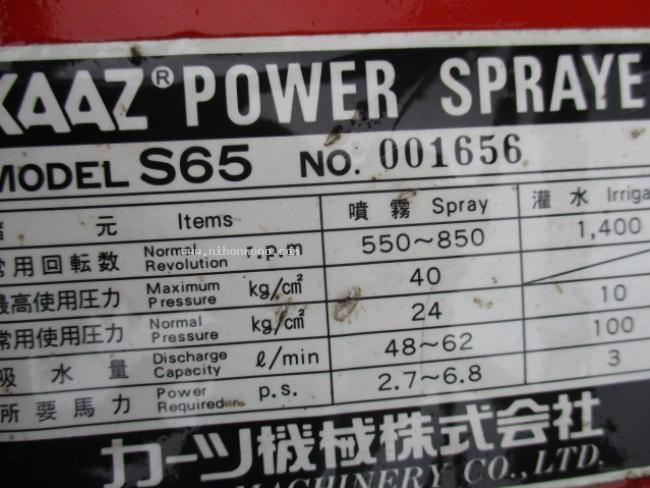 KAAZ® POWER SPRAYE
MODEL S65 NO. 001656
諸元 Items 噴霧 Spray 灌水 Irriga
常用回転数 Normal Revolution r.p.m 550～850 1,400
最高使用圧力 Maximum Pressure kg/cm² 40
常用使用圧力 Normal Pressure kg/cm² 24 10
吸水量 Discharge Capacity ℓ/min 48～62 100
所要馬力 Power Required p.s. 2.7～6.8 3
カーツ機械株式会社
MACHINERY CO., LTD.
www.nihonmono.com